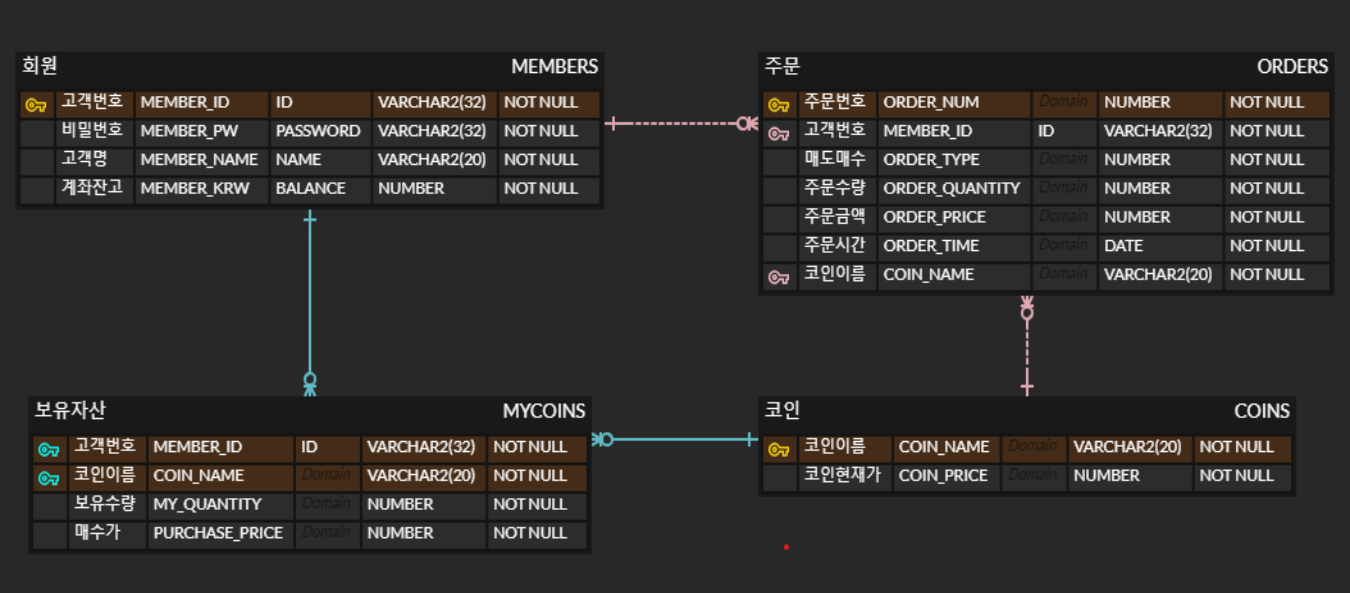 회원 MEMBERS
고객번호 MEMBER_ID ID VARCHAR2(32) NOT NULL
비밀번호 MEMBER_PW PASSWORD VARCHAR2(32) NOT NULL
고객명 MEMBER_NAME NAME VARCHAR2(20) NOT NULL
계좌잔고 MEMBER_KRW BALANCE NUMBER NOT NULL
주문 ORDERS
주문번호 ORDER_NUM Domain NUMBER NOT NULL
고객번호 MEMBER_ID ID VARCHAR2(32) NOT NULL
매도매수 ORDER_TYPE Domain NUMBER NOT NULL
주문수량 ORDER_QUANTITY Domain NUMBER NOT NULL
주문금액 ORDER_PRICE Domain NUMBER NOT NULL
주문시간 ORDER_TIME Domain DATE NOT NULL
코인이름 COIN_NAME Domain VARCHAR2(20) NOT NULL
보유자산 MYCOINS
고객번호 MEMBER_ID ID VARCHAR2(32) NOT NULL
코인이름 COIN_NAME Domain VARCHAR2(20) NOT NULL
보유수량 MY_QUANTITY Domain NUMBER NOT NULL
매수가 PURCHASE_PRICE Domain NUMBER NOT NULL
코인 COINS
코인이름 COIN_NAME Domain VARCHAR2(20) NOT NULL
코인현재가 COIN_PRICE Domain NUMBER NOT NULL